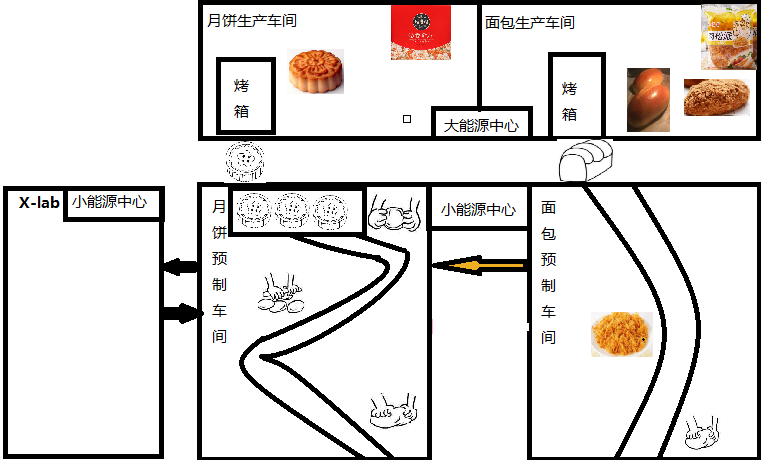 月饼生产车间
面包生产车间
烤箱
烤箱
大能源中心
X-lab
小能源中心
月饼预制车间
小能源中心
面包预制车间